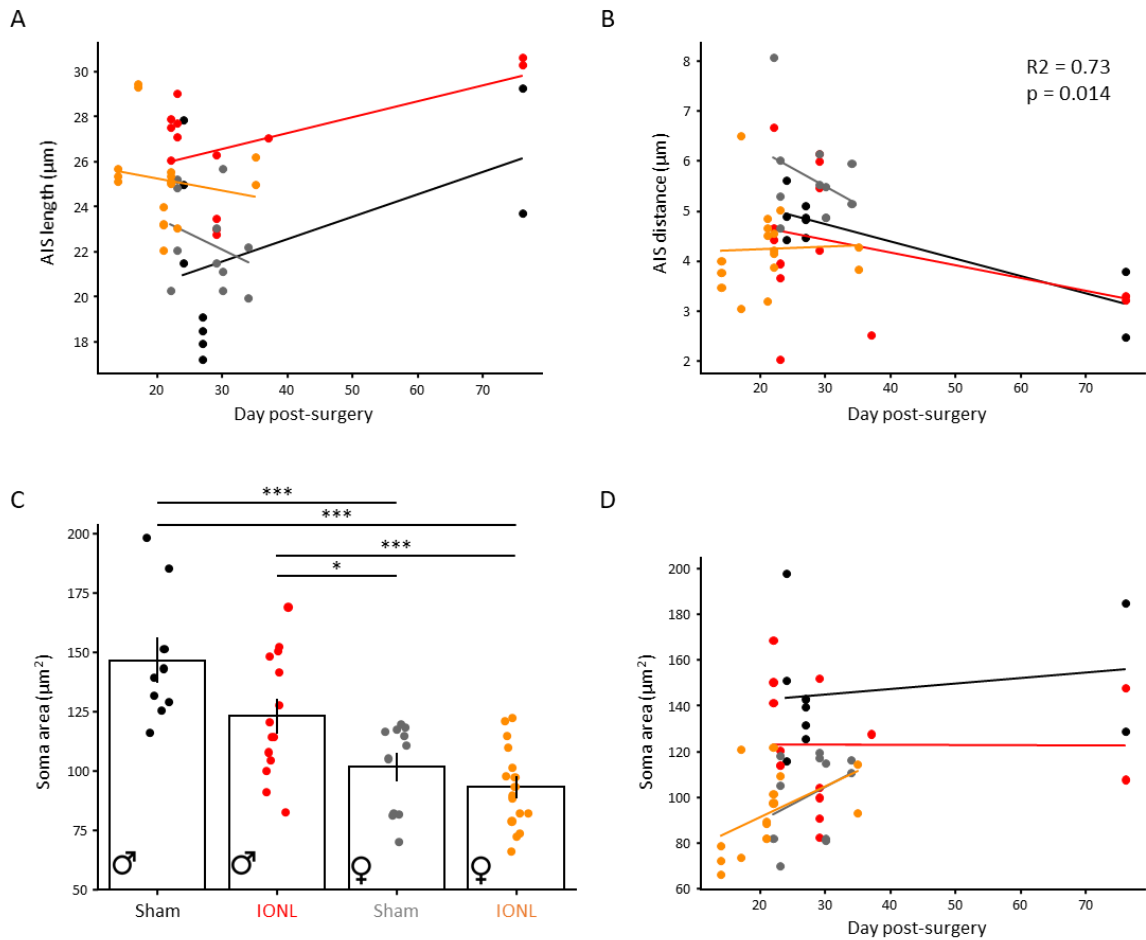 A
AIS length (µm)
30
28
26
24
22
20
18
20 30 40 50 60 70
Day post-surgery
B
R2 = 0.73
p = 0.014
AIS distance (µm)
8
7
6
5
4
3
2
20 30 40 50 60 70
Day post-surgery
C
***
***
***
*
Soma area (µm²)
200
175
150
125
100
75
50
♂ ♂ ♀ ♀
Sham IONL Sham IONL
D
Soma area (µm²)
200
180
160
140
120
100
80
60
20 30 40 50 60 70
Day post-surgery